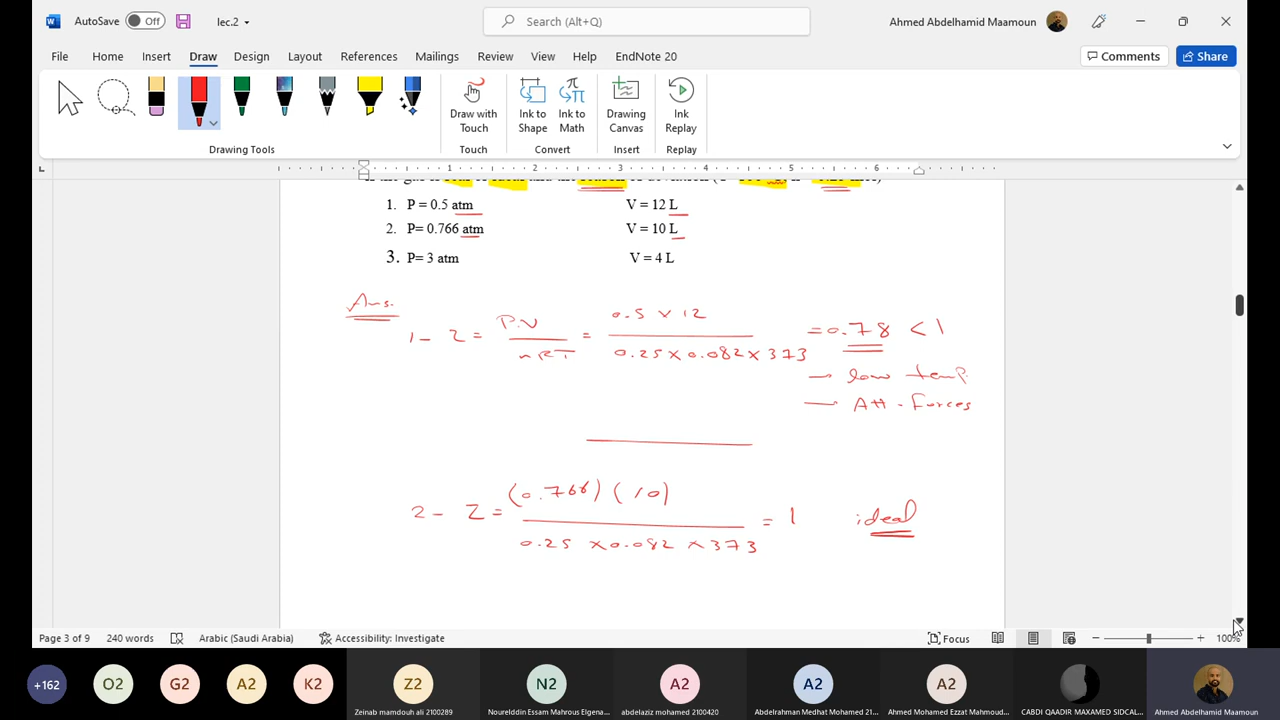 AutoSave Off lec.2 Search (Alt+Q) Ahmed Abdelhamid Maamoun
File Home Insert Draw Design Layout References Mailings Review View Help EndNote 20 Comments Share
Draw with Touch Ink to Shape Ink to Math Drawing Canvas Ink Replay
Drawing Tools Touch Convert Insert Replay
1 2 3 4 5 6
1. P = 0.5 atm V = 12 L
2. P= 0.766 atm V = 10 L
3. P= 3 atm V = 4 L
Ans.
1- Z = P.V / nRT = 0.5 x 12 / 0.25 x 0.082 x 373 = 0.78 < 1
→ low temp.
→ Att. Forces
2- Z = (0.766) (10) / 0.25 x 0.082 x 373 = 1 ideal
Page 3 of 9 240 words Arabic (Saudi Arabia) Accessibility: Investigate Focus 100%
+162 O2 G2 A2 K2 Z2 N2 A2 A2 A2
Zeinab mamdouh ali 2100289 Noureldin Essam Mahrous Elgena... abdelaziz mohamed 2100420 Abdelrahman Medhat Mohamed 21... Ahmed Mohamed Ezzat Mahmoud... CABDI QAADIR MAXAMED SIDCAL... Ahmed Abdelhamid Maamoun